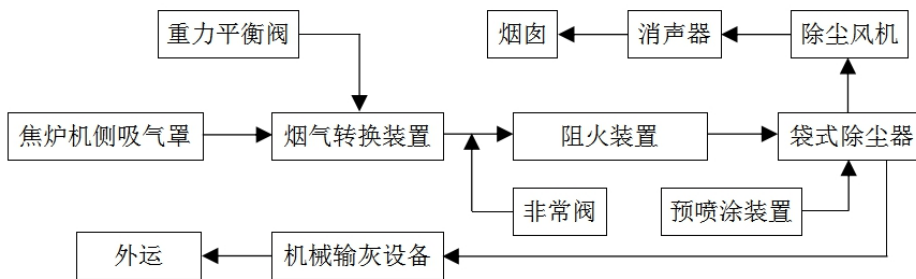 重力平衡阀
烟囱
消声器
除尘风机
焦炉机侧吸气罩
烟气转换装置
阻火装置
袋式除尘器
非常阀
预喷涂装置
外运
机械输灰设备